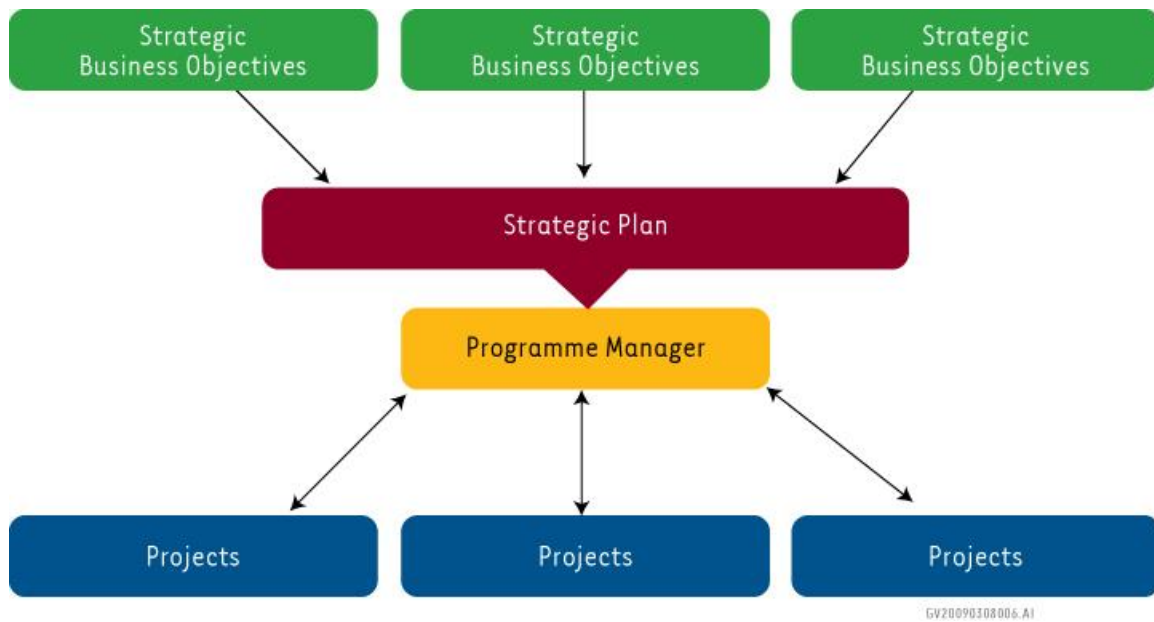 Strategic
Business Objectives
Strategic
Business Objectives
Strategic
Business Objectives
Strategic Plan
Programme Manager
Projects
Projects
Projects
GV20090308006.AI